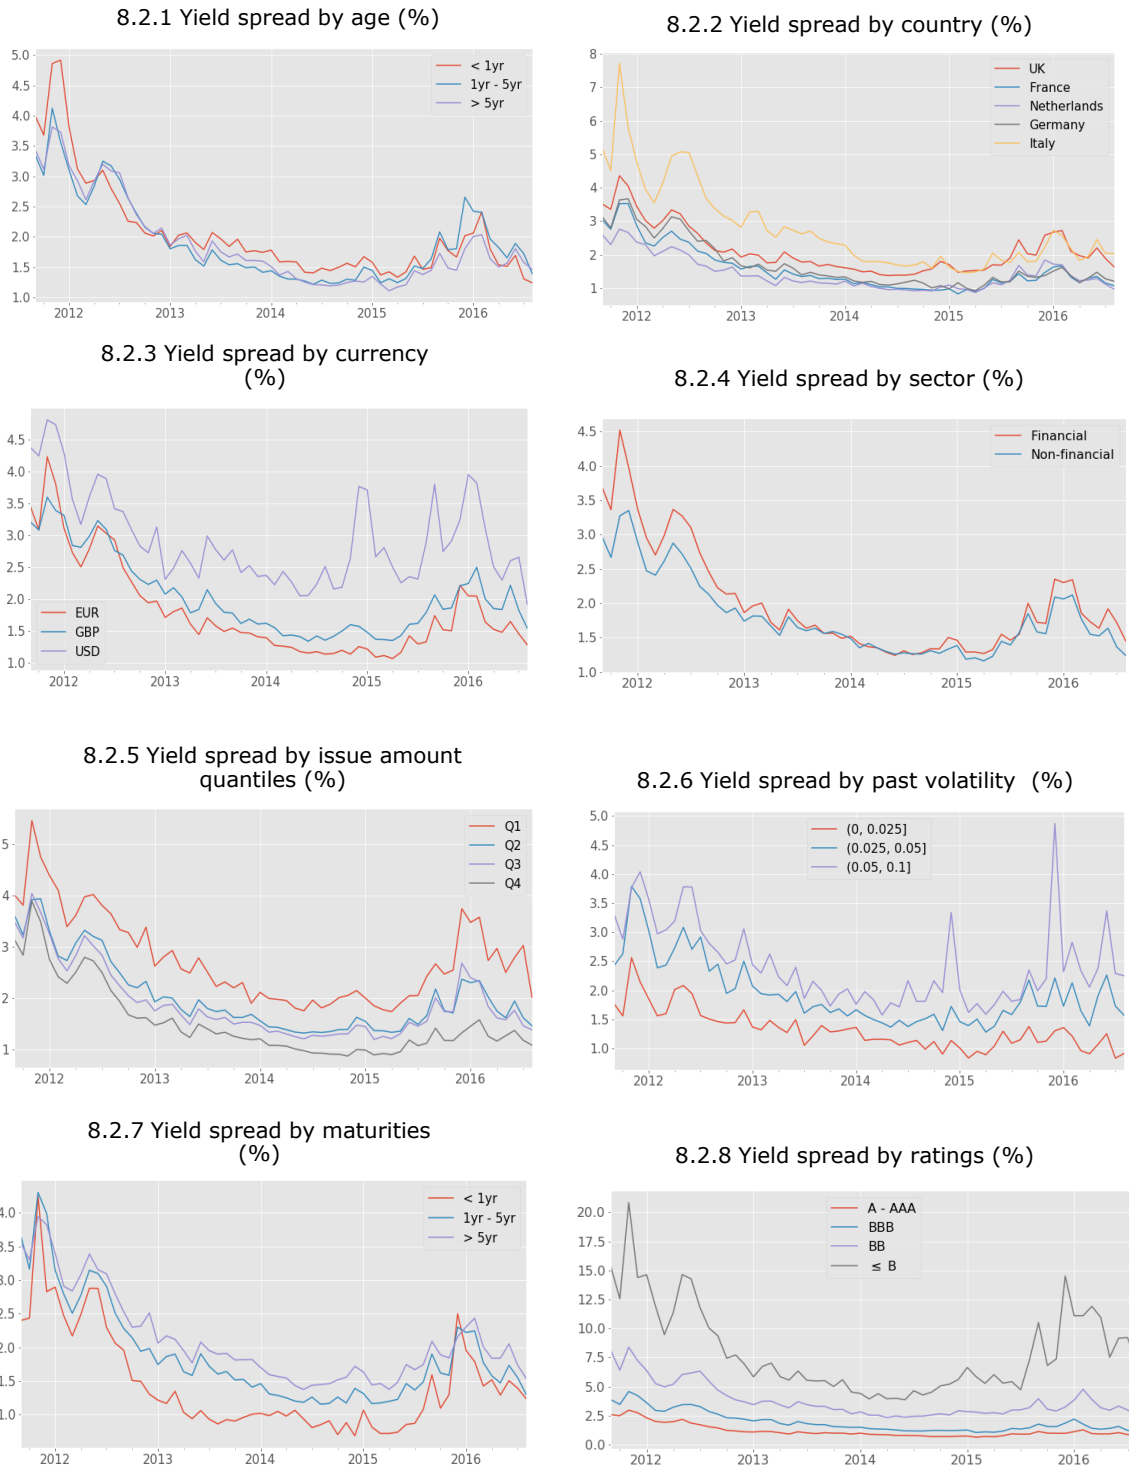 8.2.1 Yield spread by age (%)
5.0
4.5
4.0
3.5
3.0
2.5
2.0
1.5
1.0
< 1yr
1yr - 5yr
> 5yr
2012 2013 2014 2015 2016
8.2.2 Yield spread by country (%)
8
7
6
5
4
3
2
1
UK
France
Netherlands
Germany
Italy
2012 2013 2014 2015 2016
8.2.3 Yield spread by currency
(%)
4.5
4.0
3.5
3.0
2.5
2.0
1.5
1.0
EUR
GBP
USD
2012 2013 2014 2015 2016
8.2.4 Yield spread by sector (%)
4.5
4.0
3.5
3.0
2.5
2.0
1.5
1.0
Financial
Non-financial
2012 2013 2014 2015 2016
8.2.5 Yield spread by issue amount
quantiles (%)
5
4
3
2
1
Q1
Q2
Q3
Q4
2012 2013 2014 2015 2016
8.2.6 Yield spread by past volatility (%)
5.0
4.5
4.0
3.5
3.0
2.5
2.0
1.5
1.0
(0, 0.025]
(0.025, 0.05]
(0.05, 0.1]
2012 2013 2014 2015 2016
8.2.7 Yield spread by maturities
(%)
4.0
3.5
3.0
2.5
2.0
1.5
1.0
< 1yr
1yr - 5yr
> 5yr
2012 2013 2014 2015 2016
8.2.8 Yield spread by ratings (%)
20.0
17.5
15.0
12.5
10.0
7.5
5.0
2.5
0.0
A - AAA
BBB
BB
≤ B
2012 2013 2014 2015 2016